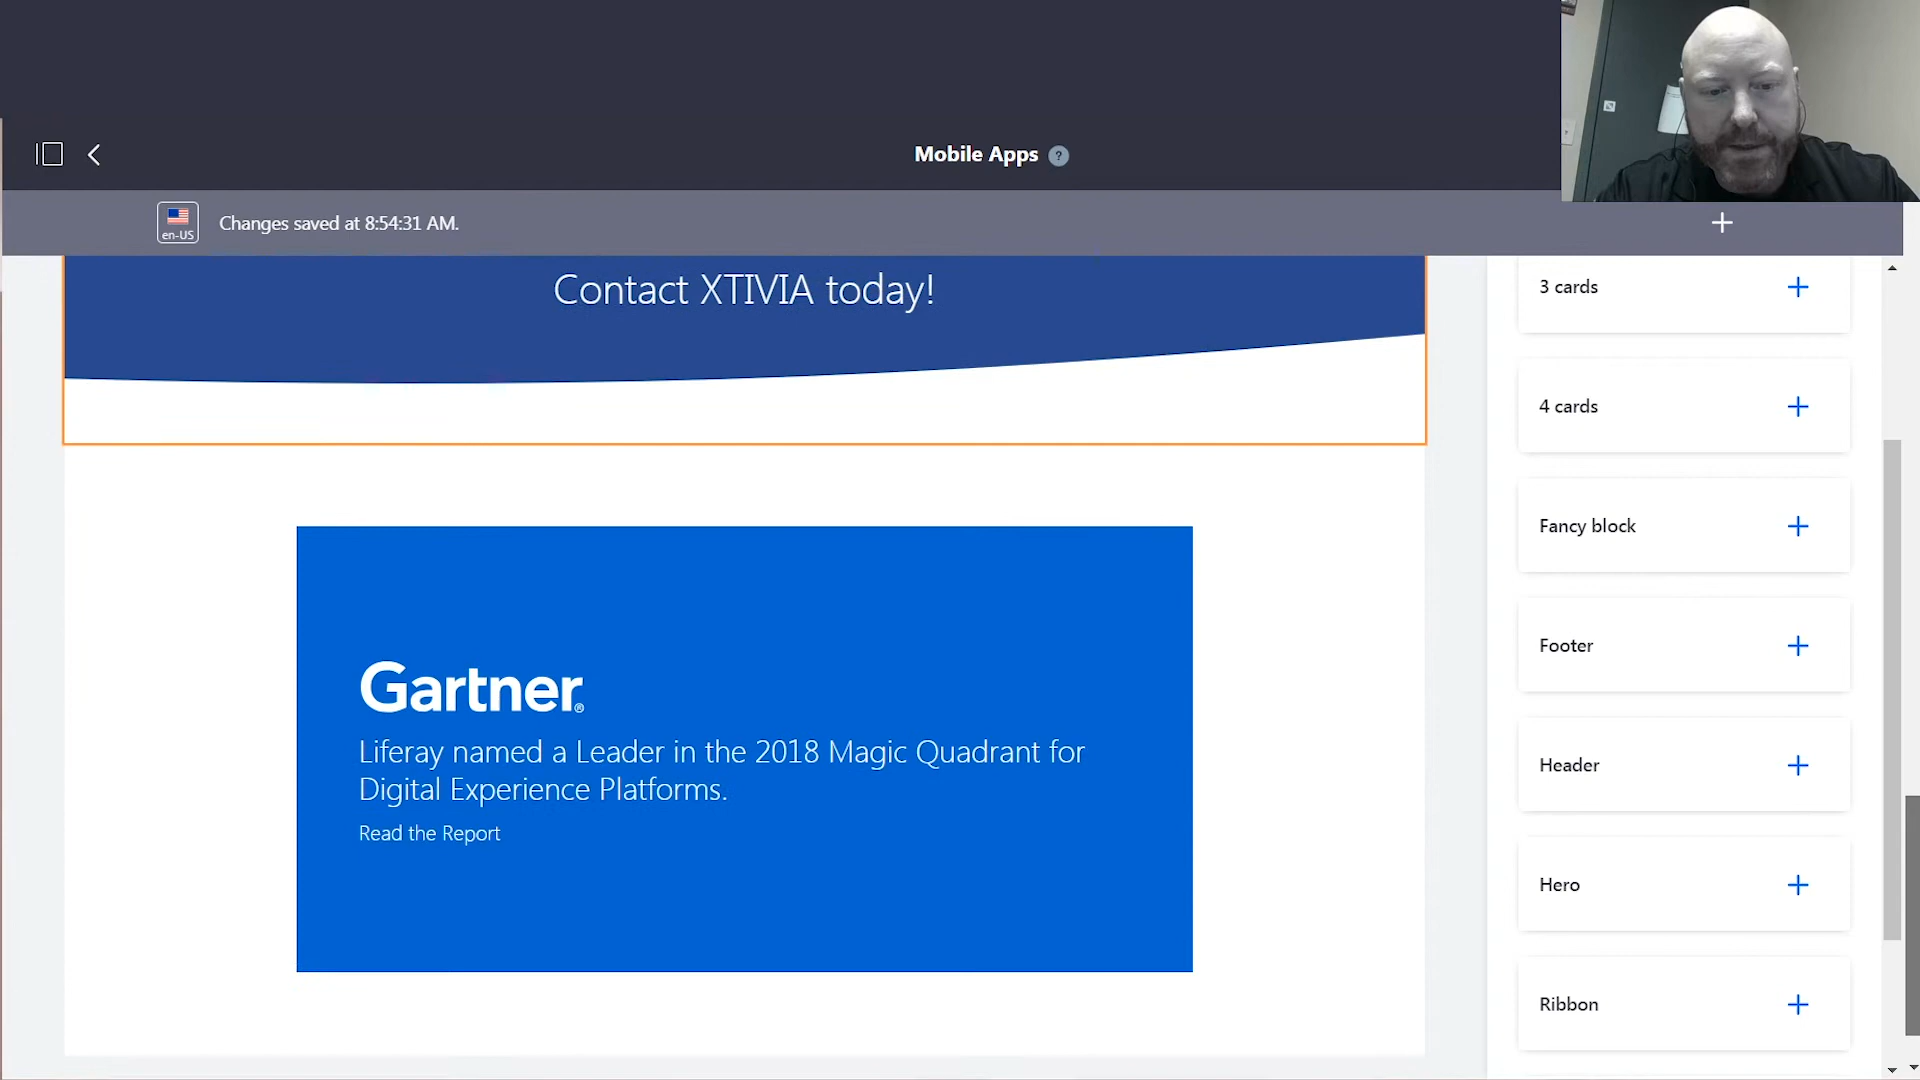 Mobile Apps ?
en-US
Changes saved at 8:54:31 AM.
Contact XTIVIA today!
Gartner®
Liferay named a Leader in the 2018 Magic Quadrant for
Digital Experience Platforms.
Read the Report
3 cards
4 cards
Fancy block
Footer
Header
Hero
Ribbon